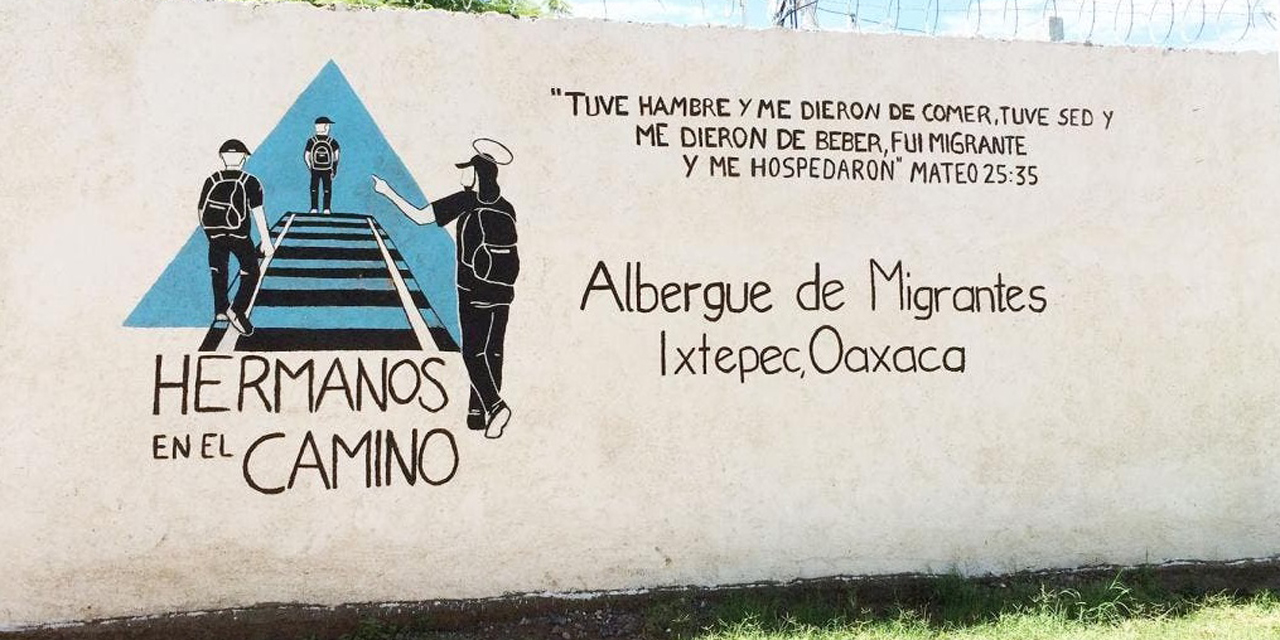 "TUVE HAMBRE Y ME DIERON DE COMER, TUVE SED Y
ME DIERON DE BEBER, FUI MIGRANTE
Y ME HOSPEDARON" MATEO 25:35
Albergue de Migrantes
Ixtepec, Oaxaca
HERMANOS
EN EL CAMINO